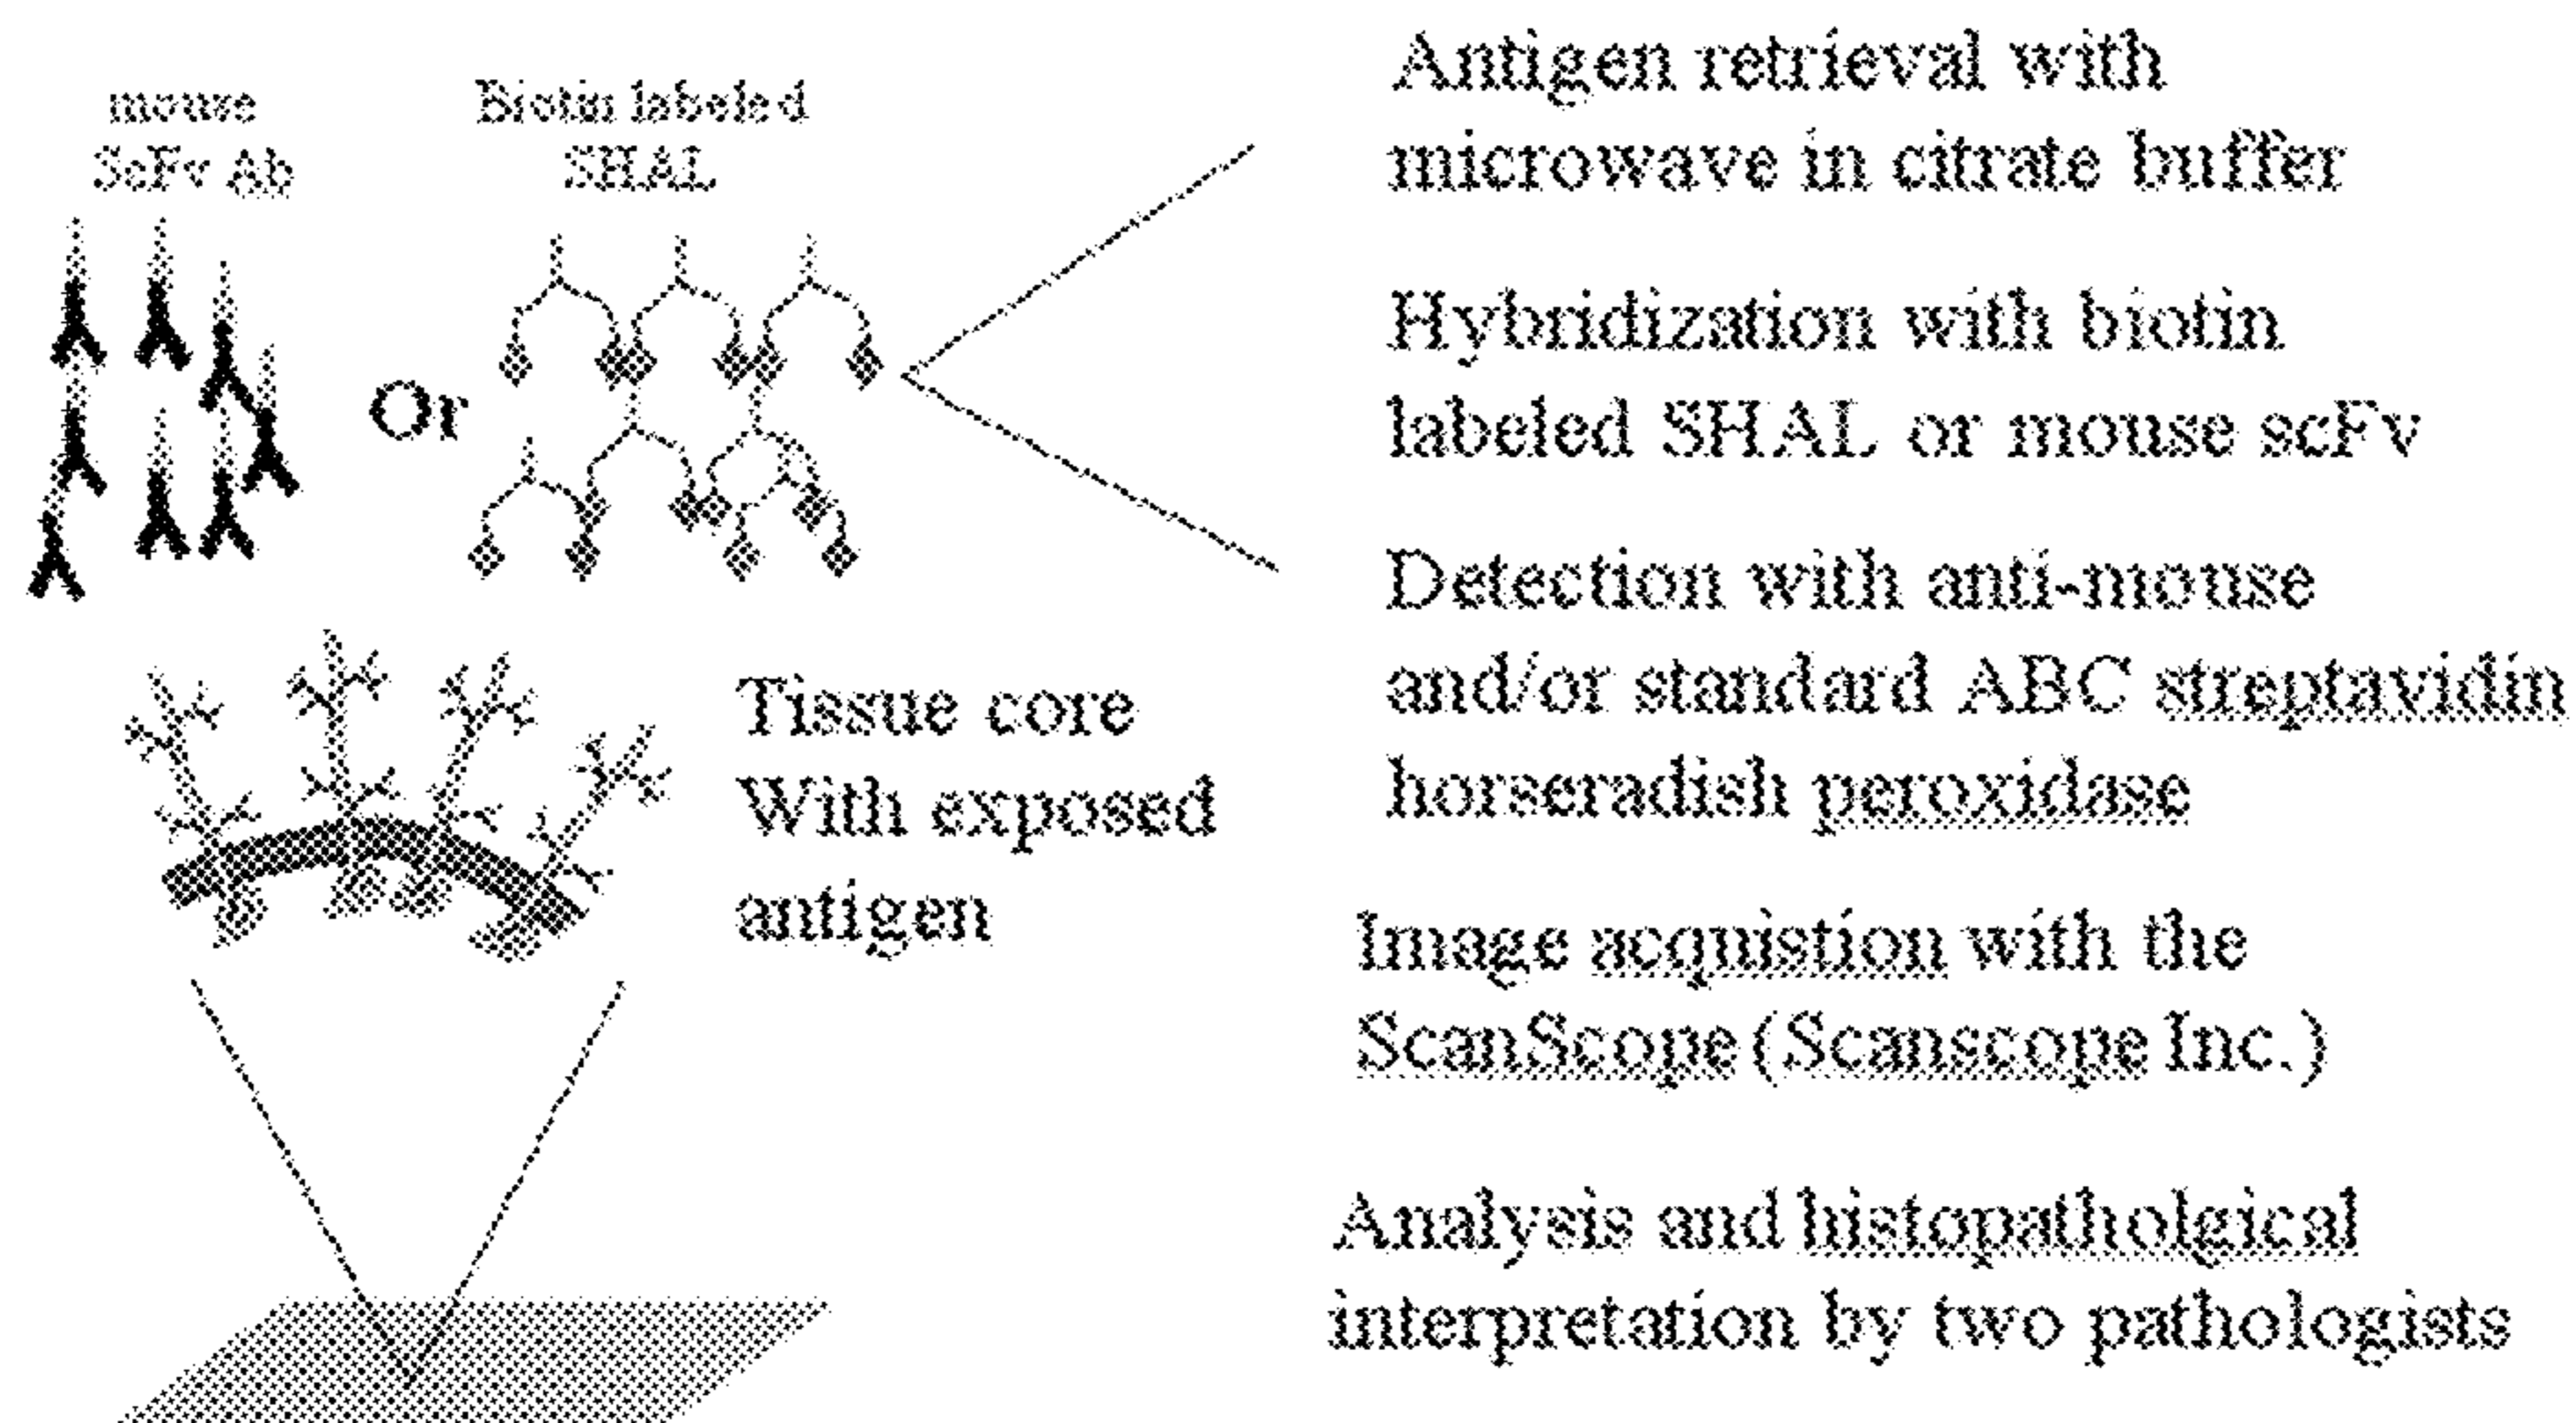 mouse
ScFv Ab
Biotin labeled
SHAL
Or
Tissue core
With exposed
antigen
Antigen retrieval with
microwave in citrate buffer
Hybridization with biotin
labeled SHAL or mouse scFv
Detection with anti-mouse
and/or standard ABC streptavidin
horseradish peroxidase
Image acquistion with the
ScanScope (Scanscope Inc.)
Analysis and histopatholgical
interpretation by two pathologists